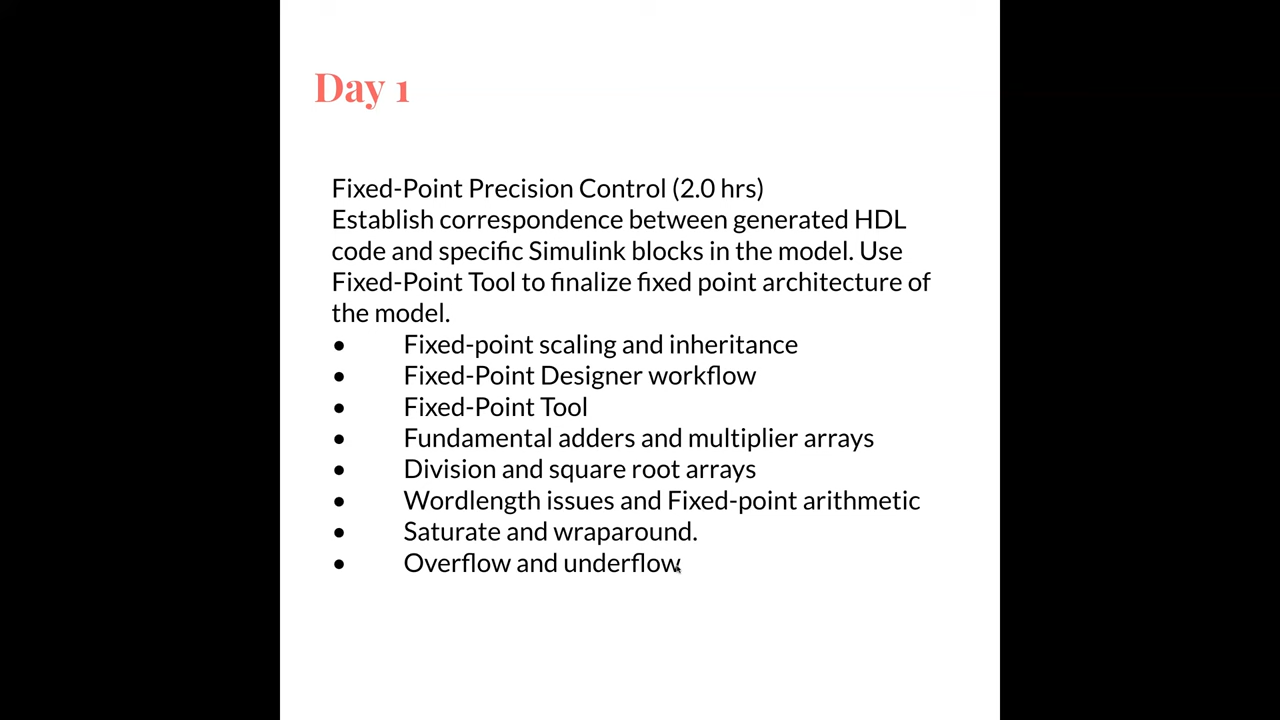 Day 1
Fixed-Point Precision Control (2.0 hrs)
Establish correspondence between generated HDL
code and specific Simulink blocks in the model. Use
Fixed-Point Tool to finalize fixed point architecture of
the model.
• Fixed-point scaling and inheritance
• Fixed-Point Designer workflow
• Fixed-Point Tool
• Fundamental adders and multiplier arrays
• Division and square root arrays
• Wordlength issues and Fixed-point arithmetic
• Saturate and wraparound.
• Overflow and underflow